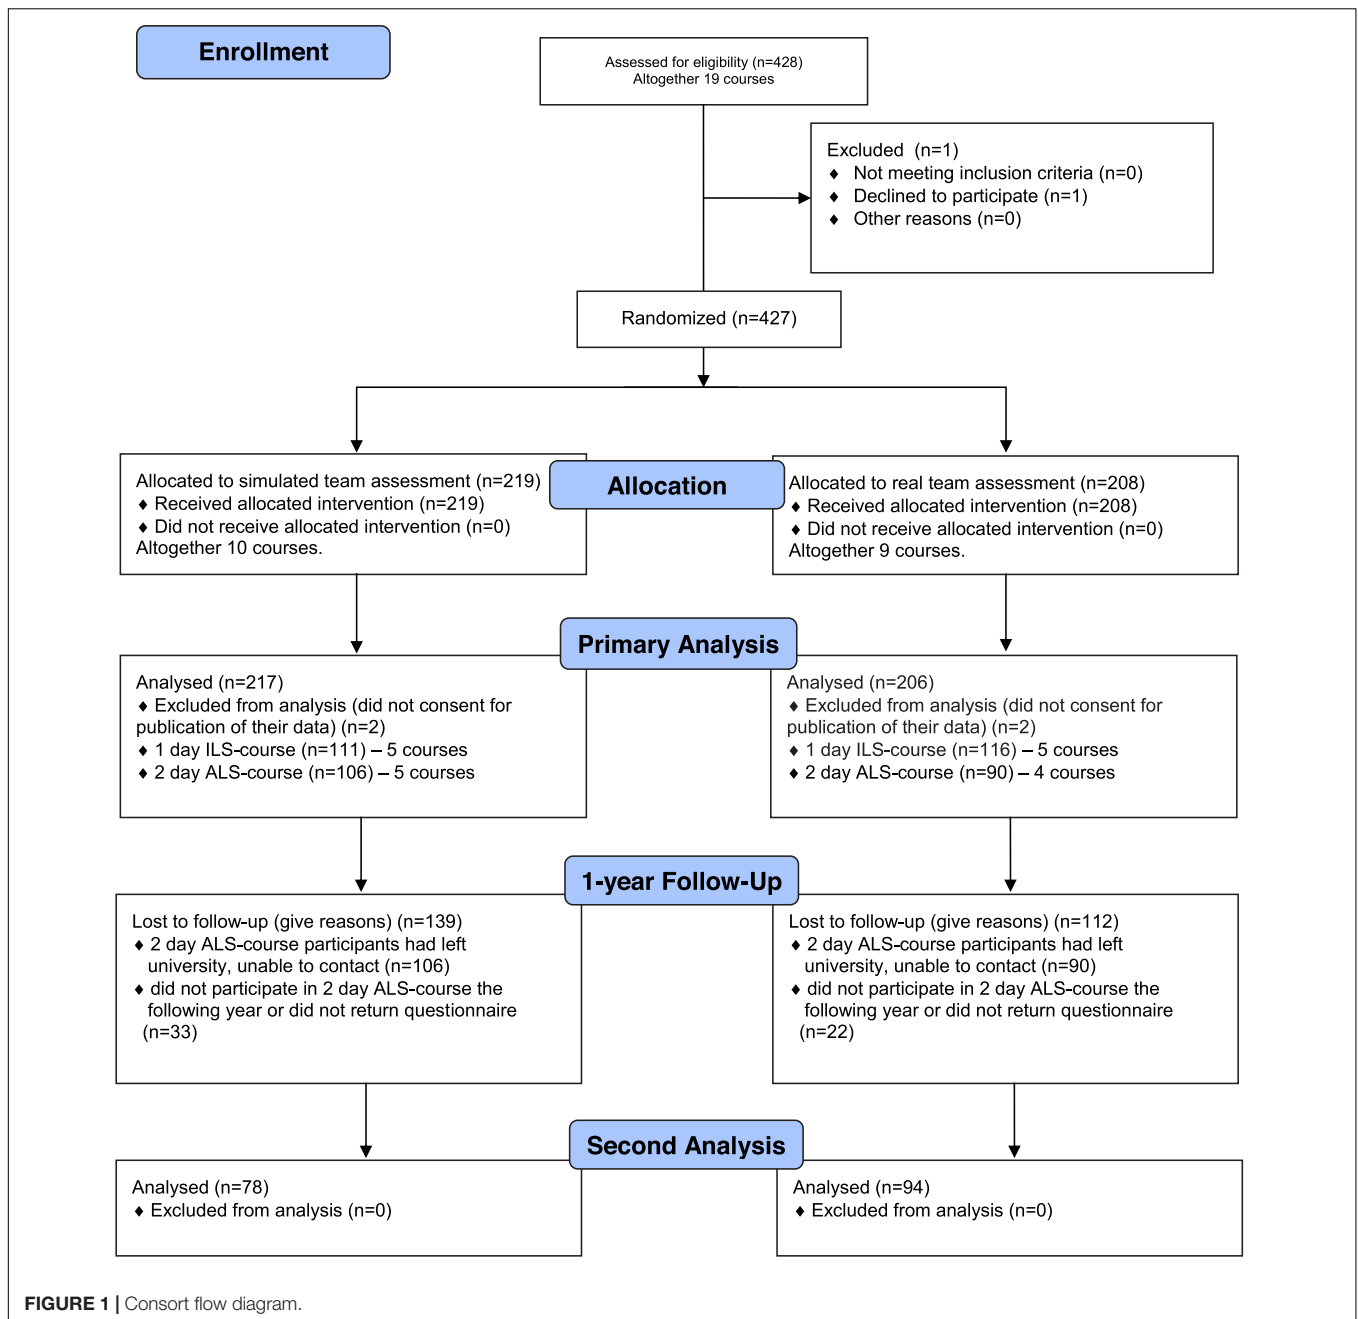 Enrollment
Assessed for eligibility (n=428)
Altogether 19 courses
Excluded (n=1)
♦ Not meeting inclusion criteria (n=0)
♦ Declined to participate (n=1)
♦ Other reasons (n=0)
Randomized (n=427)
Allocation
Allocated to simulated team assessment (n=219)
♦ Received allocated intervention (n=219)
♦ Did not receive allocated intervention (n=0)
Altogether 10 courses.
Allocated to real team assessment (n=208)
♦ Received allocated intervention (n=208)
♦ Did not receive allocated intervention (n=0)
Altogether 9 courses.
Primary Analysis
Analysed (n=217)
♦ Excluded from analysis (did not consent for
publication of their data) (n=2)
♦ 1 day ILS-course (n=111) – 5 courses
♦ 2 day ALS-course (n=106) – 5 courses
Analysed (n=206)
♦ Excluded from analysis (did not consent for
publication of their data) (n=2)
♦ 1 day ILS-course (n=116) – 5 courses
♦ 2 day ALS-course (n=90) – 4 courses
1-year Follow-Up
Lost to follow-up (give reasons) (n=139)
♦ 2 day ALS-course participants had left
university, unable to contact (n=106)
♦ did not participate in 2 day ALS-course the
following year or did not return questionnaire
(n=33)
Lost to follow-up (give reasons) (n=112)
♦ 2 day ALS-course participants had left
university, unable to contact (n=90)
♦ did not participate in 2 day ALS-course the
following year or did not return questionnaire
(n=22)
Second Analysis
Analysed (n=78)
♦ Excluded from analysis (n=0)
Analysed (n=94)
♦ Excluded from analysis (n=0)
FIGURE 1 | Consort flow diagram.